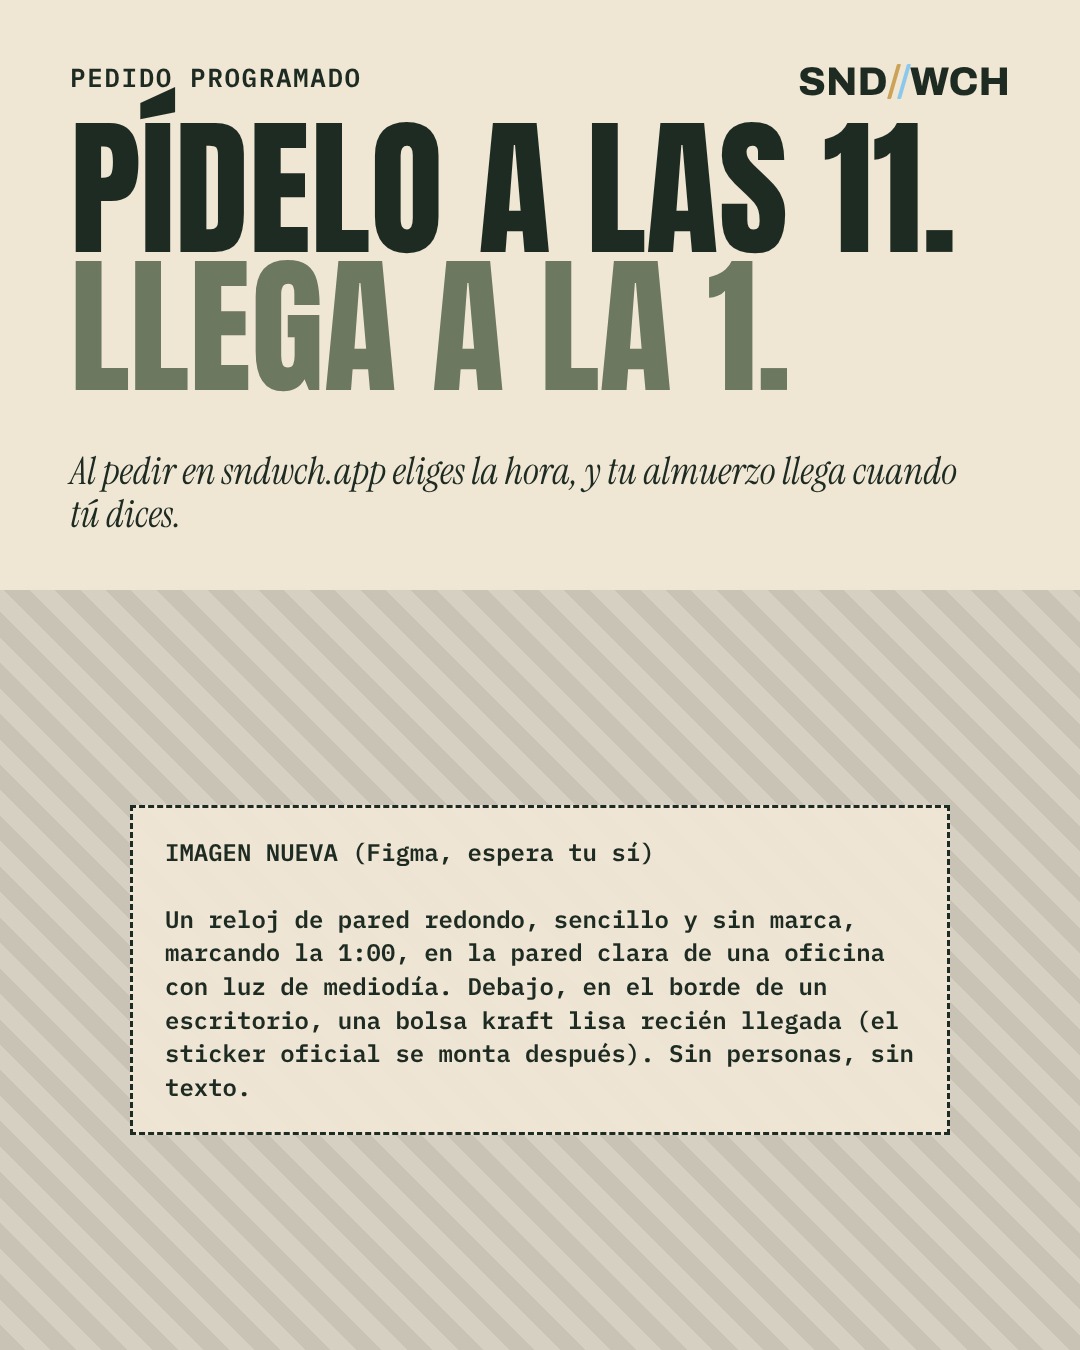 PEDIDO PROGRAMADO
SND//WCH
PÍDELO A LAS 11.
LLEGA A LA 1.
Al pedir en sndwch.app eliges la hora, y tu almuerzo llega cuando
tú dices.
IMAGEN NUEVA (Figma, espera tu sí)
Un reloj de pared redondo, sencillo y sin marca,
marcando la 1:00, en la pared clara de una oficina
con luz de mediodía. Debajo, en el borde de un
escritorio, una bolsa kraft lisa recién llegada (el
sticker oficial se monta después). Sin personas, sin
texto.